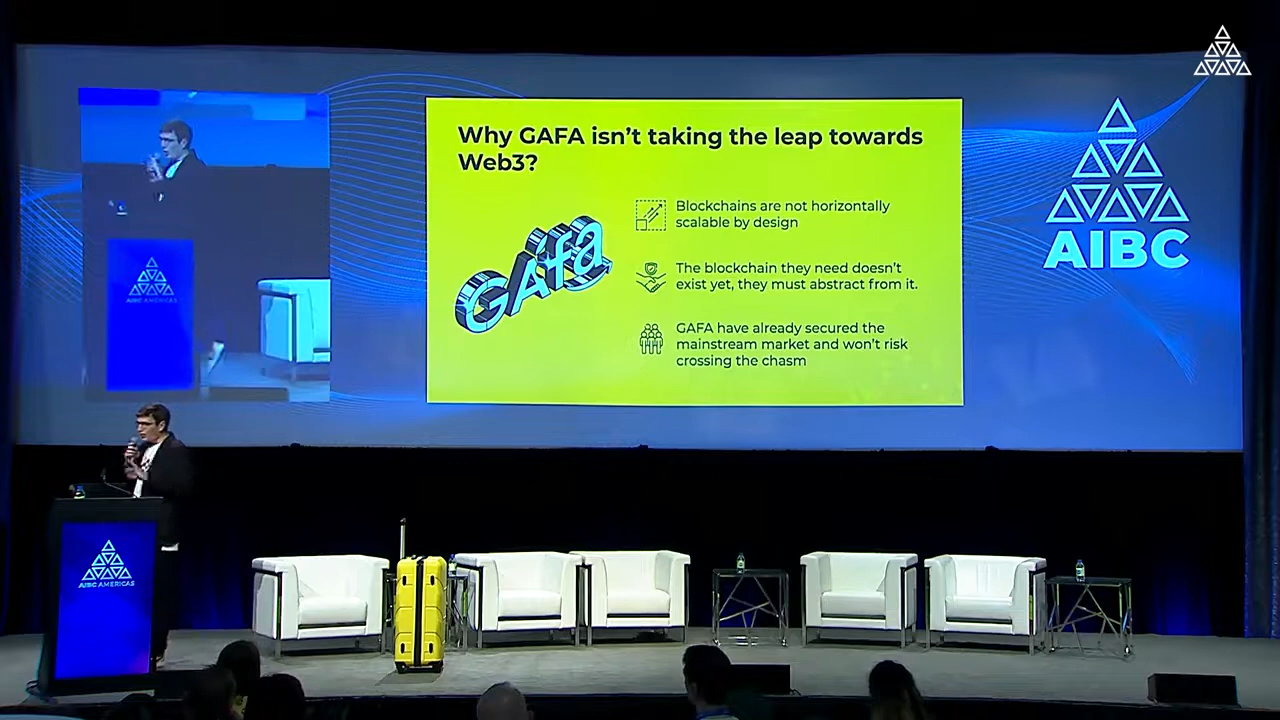 Why GAFA isn’t taking the leap towards
Web3?
GAfa
Blockchains are not horizontally
scalable by design
The blockchain they need doesn’t
exist yet, they must abstract from it.
GAFA have already secured the
mainstream market and won’t risk
crossing the chasm
AIBC
AIBC AMERICAS
AIBC AMERICAS